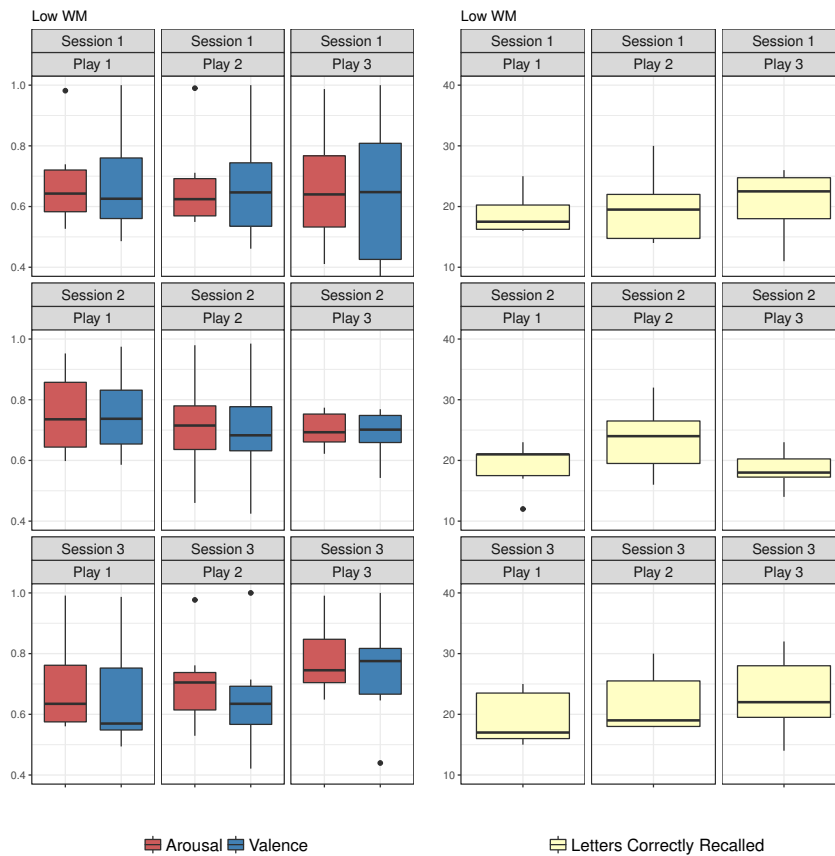 Low WM
Low WM
Session 1 Session 1 Session 1 Session 1 Session 1 Session 1
Play 1 Play 2 Play 3 Play 1 Play 2 Play 3
1.0 40
0.8 30
0.6 20
0.4 10
Session 2 Session 2 Session 2 Session 2 Session 2 Session 2
Play 1 Play 2 Play 3 Play 1 Play 2 Play 3
1.0 40
0.8 30
0.6 20
0.4 10
Session 3 Session 3 Session 3 Session 3 Session 3 Session 3
Play 1 Play 2 Play 3 Play 1 Play 2 Play 3
1.0 40
0.8 30
0.6 20
0.4 10
Arousal Valence Letters Correctly Recalled